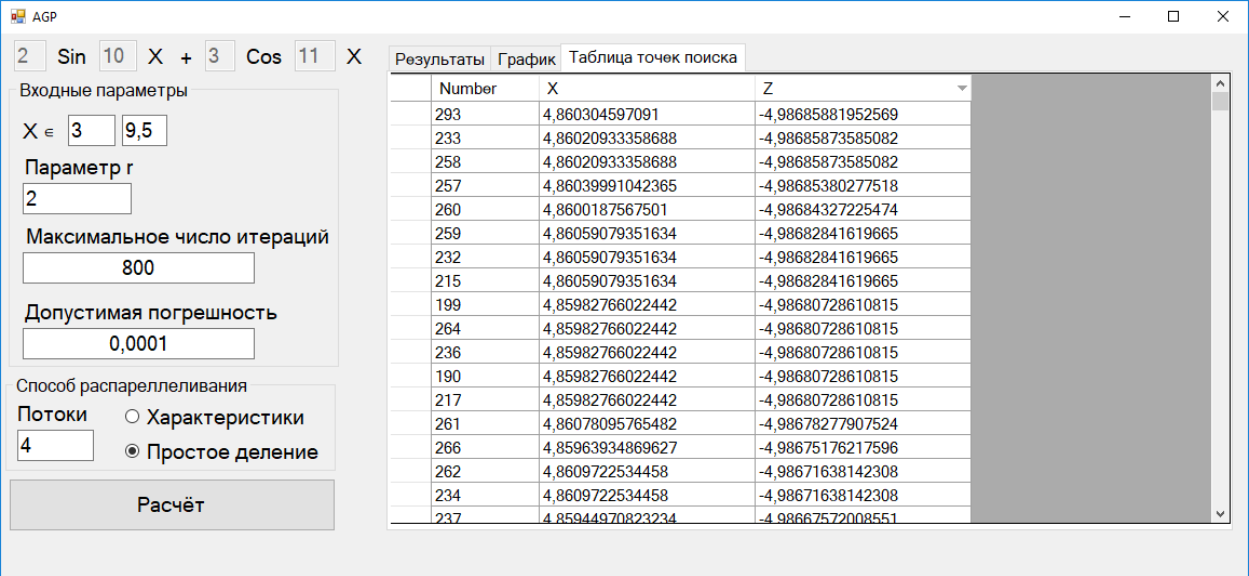 AGP
2 Sin 10 X + 3 Cos 11 X
Входные параметры
X ∈ 3 9,5
Параметр r
2
Максимальное число итераций
800
Допустимая погрешность
0,0001
Способ распареллеливания
Потоки
4
Характеристики
Простое деление
Расчёт
Результаты График Таблица точек поиска
Number X Z
293 4,860304597091 -4,98685881952569
233 4,86020933358688 -4,98685873585082
258 4,86020933358688 -4,98685873585082
257 4,86039991042365 -4,98685380277518
260 4,8600187567501 -4,98684327225474
259 4,86059079351634 -4,98682841619665
232 4,86059079351634 -4,98682841619665
215 4,86059079351634 -4,98682841619665
199 4,85982766022442 -4,98680728610815
264 4,85982766022442 -4,98680728610815
236 4,85982766022442 -4,98680728610815
190 4,85982766022442 -4,98680728610815
217 4,85982766022442 -4,98680728610815
261 4,86078095765482 -4,98678277907524
266 4,85963934869627 -4,98675176217596
262 4,8609722534458 -4,98671638142308
234 4,8609722534458 -4,98671638142308
237 4,85944970823234 -4,98667572008551